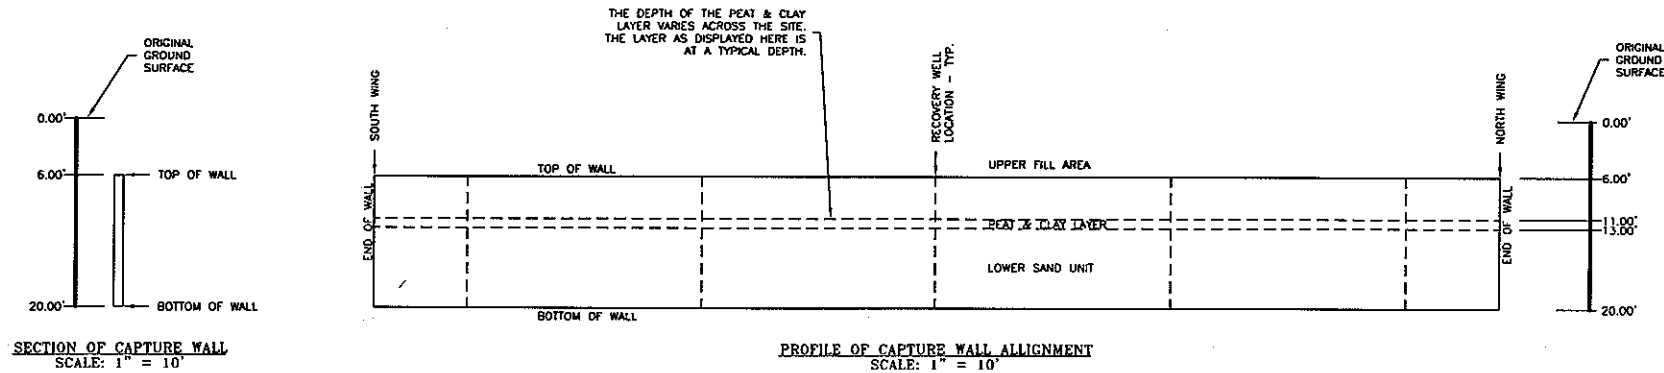 ORIGINAL
GROUND
SURFACE
0.00'
6.00'
TOP OF WALL
20.00'
BOTTOM OF WALL
SECTION OF CAPTURE WALL
SCALE: 1" = 10'
THE DEPTH OF THE PEAT & CLAY
LAYER VARIES ACROSS THE SITE.
THE LAYER AS DISPLAYED HERE IS
AT A TYPICAL DEPTH.
SOUTH WING
END OF WALL
TOP OF WALL
RECOVERY WELL
LOCATION - TYP.
UPPER FILL AREA
PEAT & CLAY LAYER
LOWER SAND UNIT
BOTTOM OF WALL
NORTH WING
END OF WALL
ORIGINAL
GROUND
SURFACE
0.00'
6.00'
11.00'
13.00'
20.00'
PROFILE OF CAPTURE WALL ALLIGNMENT
SCALE: 1" = 10'